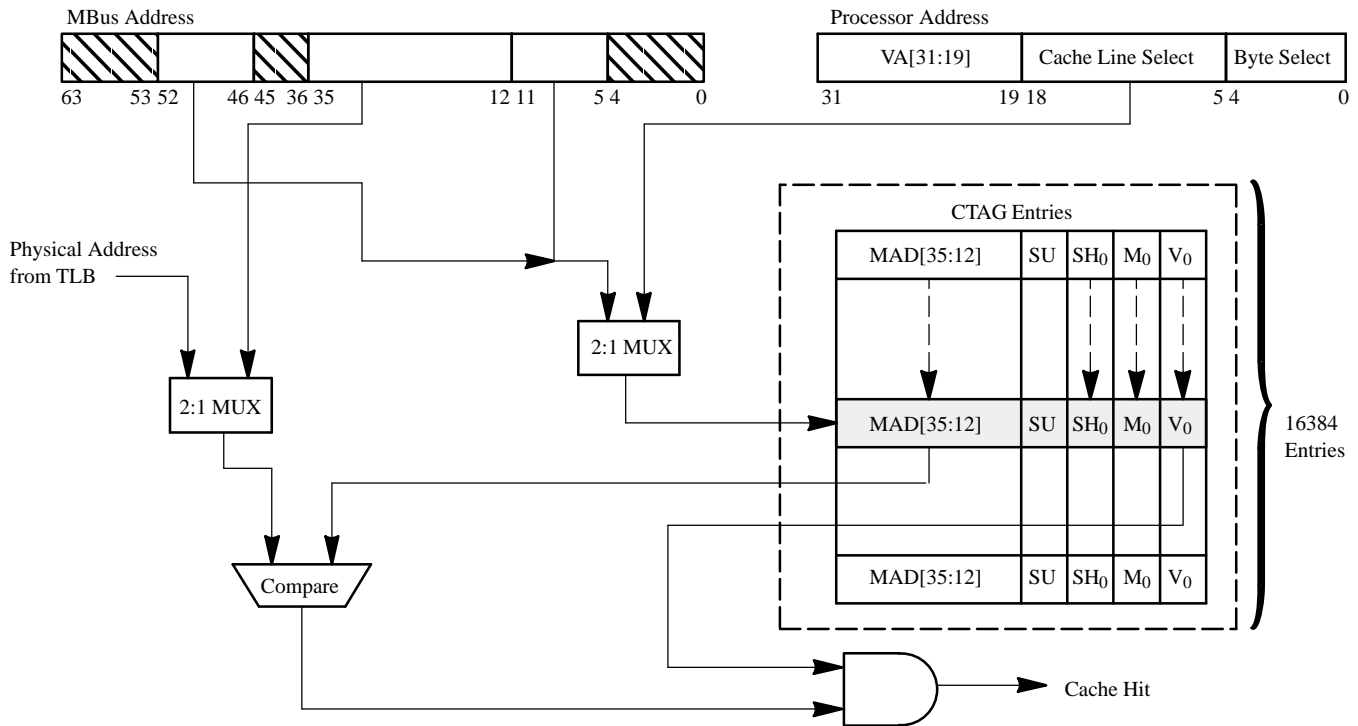 MBus Address
Processor Address
VA[31:19] Cache Line Select Byte Select
63 53 52 46 45 36 35 12 11 5 4 0
31 19 18 5 4 0
CTAG Entries
Physical Address
from TLB
MAD[35:12] SU SH0 M0 V0
2:1 MUX
2:1 MUX
MAD[35:12] SU SH0 M0 V0
16384
Entries
Compare
MAD[35:12] SU SH0 M0 V0
Cache Hit